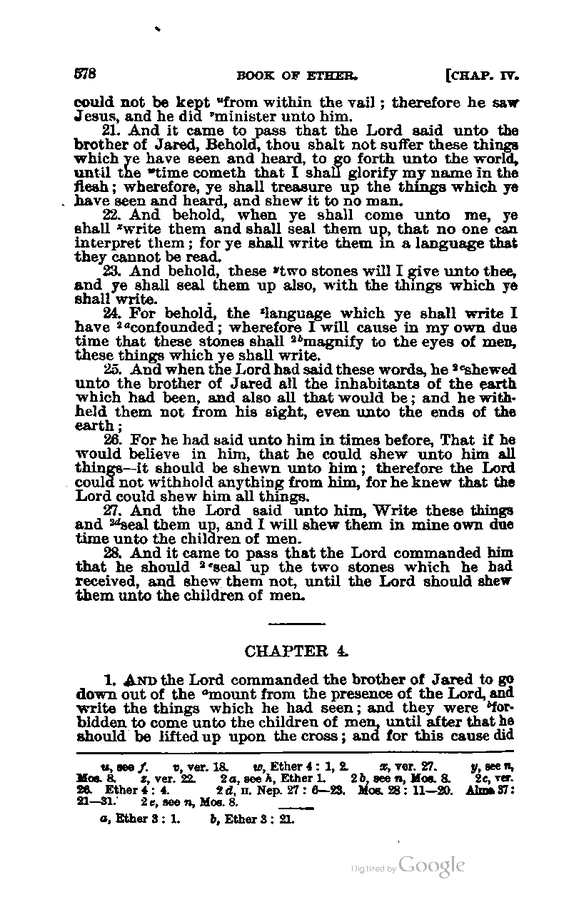 578 BOOK OF ETHER. [CHAP. IV.
could not be kept ᵘfrom within the vail; therefore he saw
Jesus, and he did ᵛminister unto him.
21. And it came to pass that the Lord said unto the
brother of Jared, Behold, thou shalt not suffer these things
which ye have seen and heard, to go forth unto the world,
until the ʷtime cometh that I shall glorify my name in the
flesh; wherefore, ye shall treasure up the things which ye
have seen and heard, and shew it to no man.
22. And behold, when ye shall come unto me, ye
shall ˣwrite them and shall seal them up, that no one can
interpret them; for ye shall write them in a language that
they cannot be read.
23. And behold, these ʸtwo stones will I give unto thee,
and ye shall seal them up also, with the things which ye
shall write.
24. For behold, the ᶻlanguage which ye shall write I
have ²ᵃconfounded; wherefore I will cause in my own due
time that these stones shall ²ᵇmagnify to the eyes of men,
these things which ye shall write.
25. And when the Lord had said these words, he ²ᶜshewed
unto the brother of Jared all the inhabitants of the earth
which had been, and also all that would be; and he with-
held them not from his sight, even unto the ends of the
earth;
26. For he had said unto him in times before, That if he
would believe in him, that he could shew unto him all
things—it should be shewn unto him; therefore the Lord
could not withhold anything from him, for he knew that the
Lord could shew him all things.
27. And the Lord said unto him, Write these things
and ²ᵈseal them up, and I will shew them in mine own due
time unto the children of men.
28. And it came to pass that the Lord commanded him
that he should ²ᵉseal up the two stones which he had
received, and shew them not, until the Lord should shew
them unto the children of men.
CHAPTER 4.
1. AND the Lord commanded the brother of Jared to go
down out of the ᵃmount from the presence of the Lord, and
write the things which he had seen; and they were ᵇfor-
bidden to come unto the children of men, until after that he
should be lifted up upon the cross; and for this cause did
u, see f. v, ver. 18. w, Ether 4: 1, 2. x, ver. 27. y, see n,
Mos. 8. z, ver. 22. 2a, see h, Ether 1. 2b, see n, Mos. 8. 2c, ver.
26. Ether 4: 4. 2d, II. Nep. 27: 6—23. Mos. 28: 11—20. Alma 37:
21—31. 2e, see n, Mos. 8.
a, Ether 3: 1. b, Ether 3: 21.
Digitized by Google